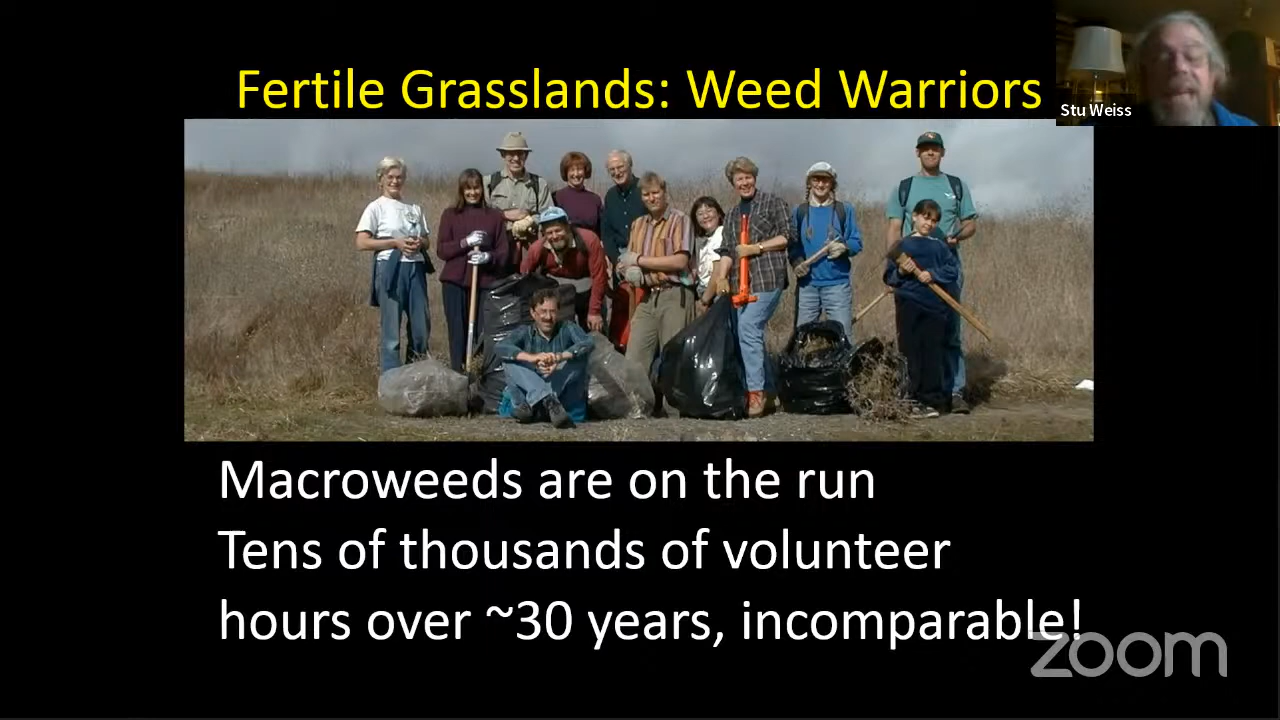 Fertile Grasslands: Weed Warriors
Stu Weiss
Macroweeds are on the run
Tens of thousands of volunteer
hours over ~30 years, incomparable!
zoom